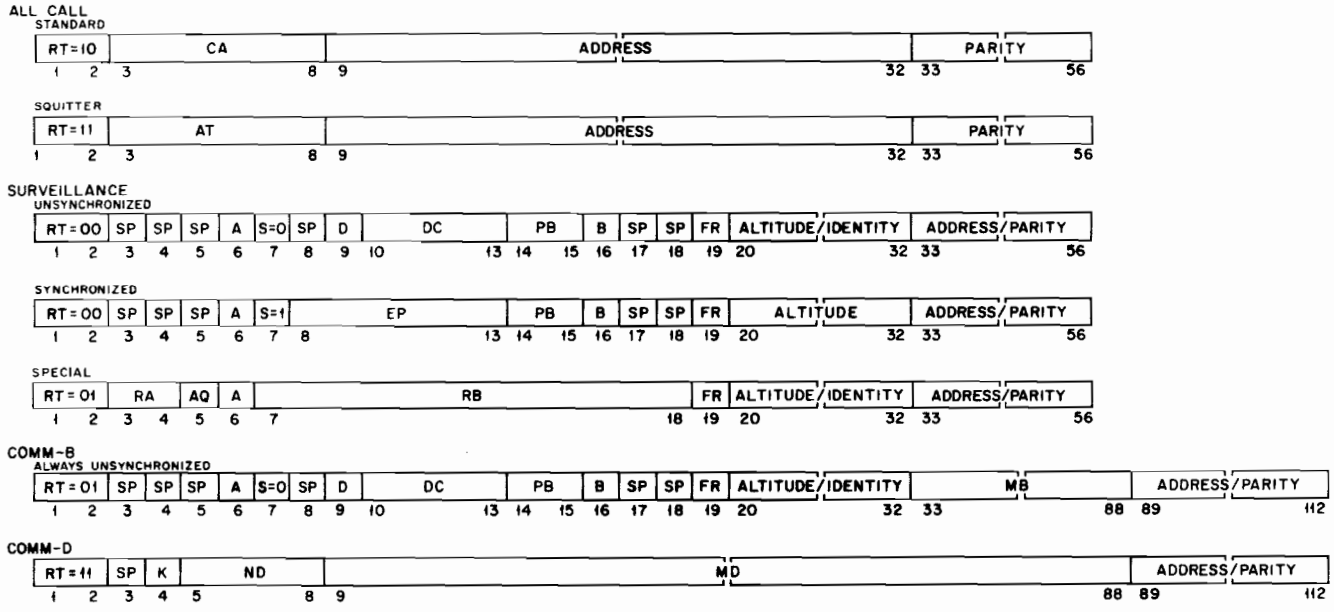 ALL CALL
STANDARD
RT=10 CA ADDRESS PARITY
1 2 3 8 9 32 33 56
SQUITTER
RT=11 AT ADDRESS PARITY
1 2 3 8 9 32 33 56
SURVEILLANCE
UNSYNCHRONIZED
RT=00 SP SP SP A S=0 SP D DC PB B SP SP FR ALTITUDE/IDENTITY ADDRESS/PARITY
1 2 3 4 5 6 7 8 9 10 13 14 15 16 17 18 19 20 32 33 56
SYNCHRONIZED
RT=00 SP SP SP A S=1 EP PB B SP SP FR ALTITUDE ADDRESS/PARITY
1 2 3 4 5 6 7 8 13 14 15 16 17 18 19 20 32 33 56
SPECIAL
RT=01 RA AQ A RB FR ALTITUDE/IDENTITY ADDRESS/PARITY
1 2 3 4 5 6 7 18 19 20 32 33 56
COMM-B
ALWAYS UNSYNCHRONIZED
RT=01 SP SP SP A S=0 SP D DC PB B SP SP FR ALTITUDE/IDENTITY MB ADDRESS/PARITY
1 2 3 4 5 6 7 8 9 10 13 14 15 16 17 18 19 20 32 33 88 89 112
COMM-D
RT=11 SP K ND MD ADDRESS/PARITY
1 2 3 4 5 8 9 88 89 112